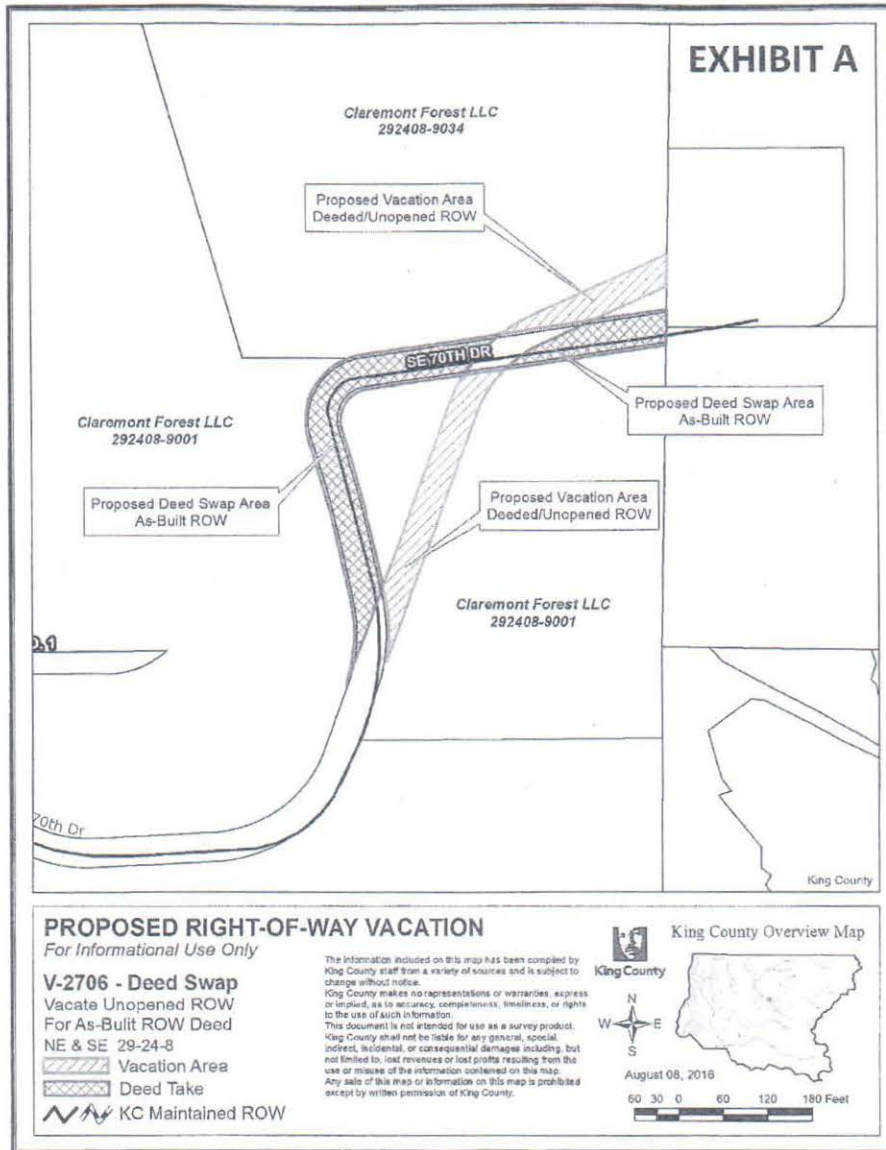 EXHIBIT A
Claremont Forest LLC
292408-9034
Proposed Vacation Area
Deeded/Unopened ROW
SE 70TH DR
Proposed Deed Swap Area
As-Built ROW
Claremont Forest LLC
292408-9001
Proposed Deed Swap Area
As-Built ROW
Proposed Vacation Area
Deeded/Unopened ROW
Claremont Forest LLC
292408-9001
70th Dr
King County
PROPOSED RIGHT-OF-WAY VACATION
For Informational Use Only
V-2706 - Deed Swap
Vacate Unopened ROW
For As-Built ROW Deed
NE & SE 29-24-8
Vacation Area
Deed Take
KC Maintained ROW
The information included on this map has been compiled by
King County staff from a variety of sources and is subject to
change without notice.
King County makes no representations or warranties, express
or implied, as to accuracy, completeness, timeliness, or rights
to the use of such information.
This document is not intended for use as a survey product.
King County shall not be liable for any general, special,
indirect, incidental, or consequential damages including, but
not limited to, lost revenues or lost profits resulting from the
use or misuse of the information contained on this map.
Any sale of this map or information on this map is prohibited
except by written permission of King County.
King County
N
W E
S
King County Overview Map
August 08, 2016
60 30 0 60 120 180 Feet